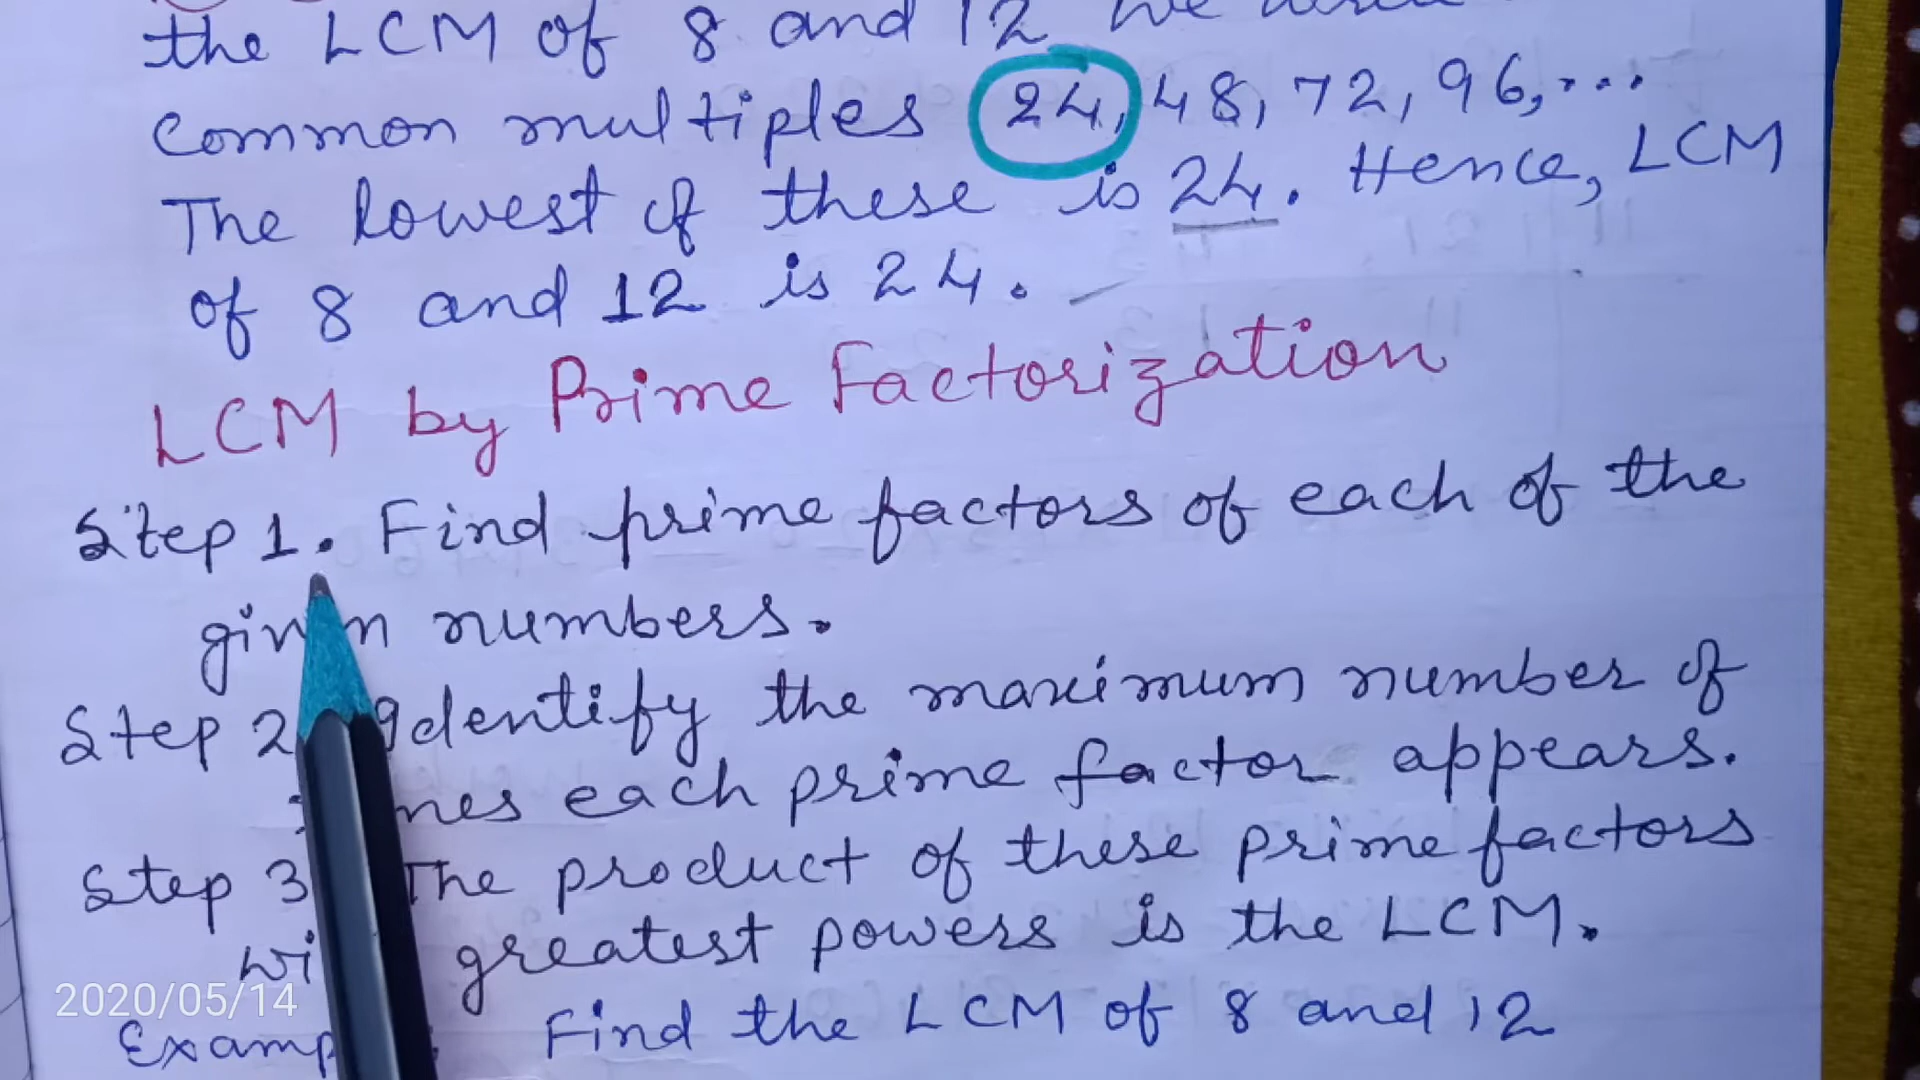 the LCM of 8 and 12 we
common multiples 24, 48, 72, 96, ...
The lowest of these is 24. Hence, LCM
of 8 and 12 is 24.
LCM by Prime Factorization
Step 1. Find prime factors of each of the
given numbers.
Step 2 Identify the maximum number of
each prime factor appears.
Step 3 The product of these prime factors
greatest powers is the LCM.
2020/05/14
Find the LCM of 8 and 12